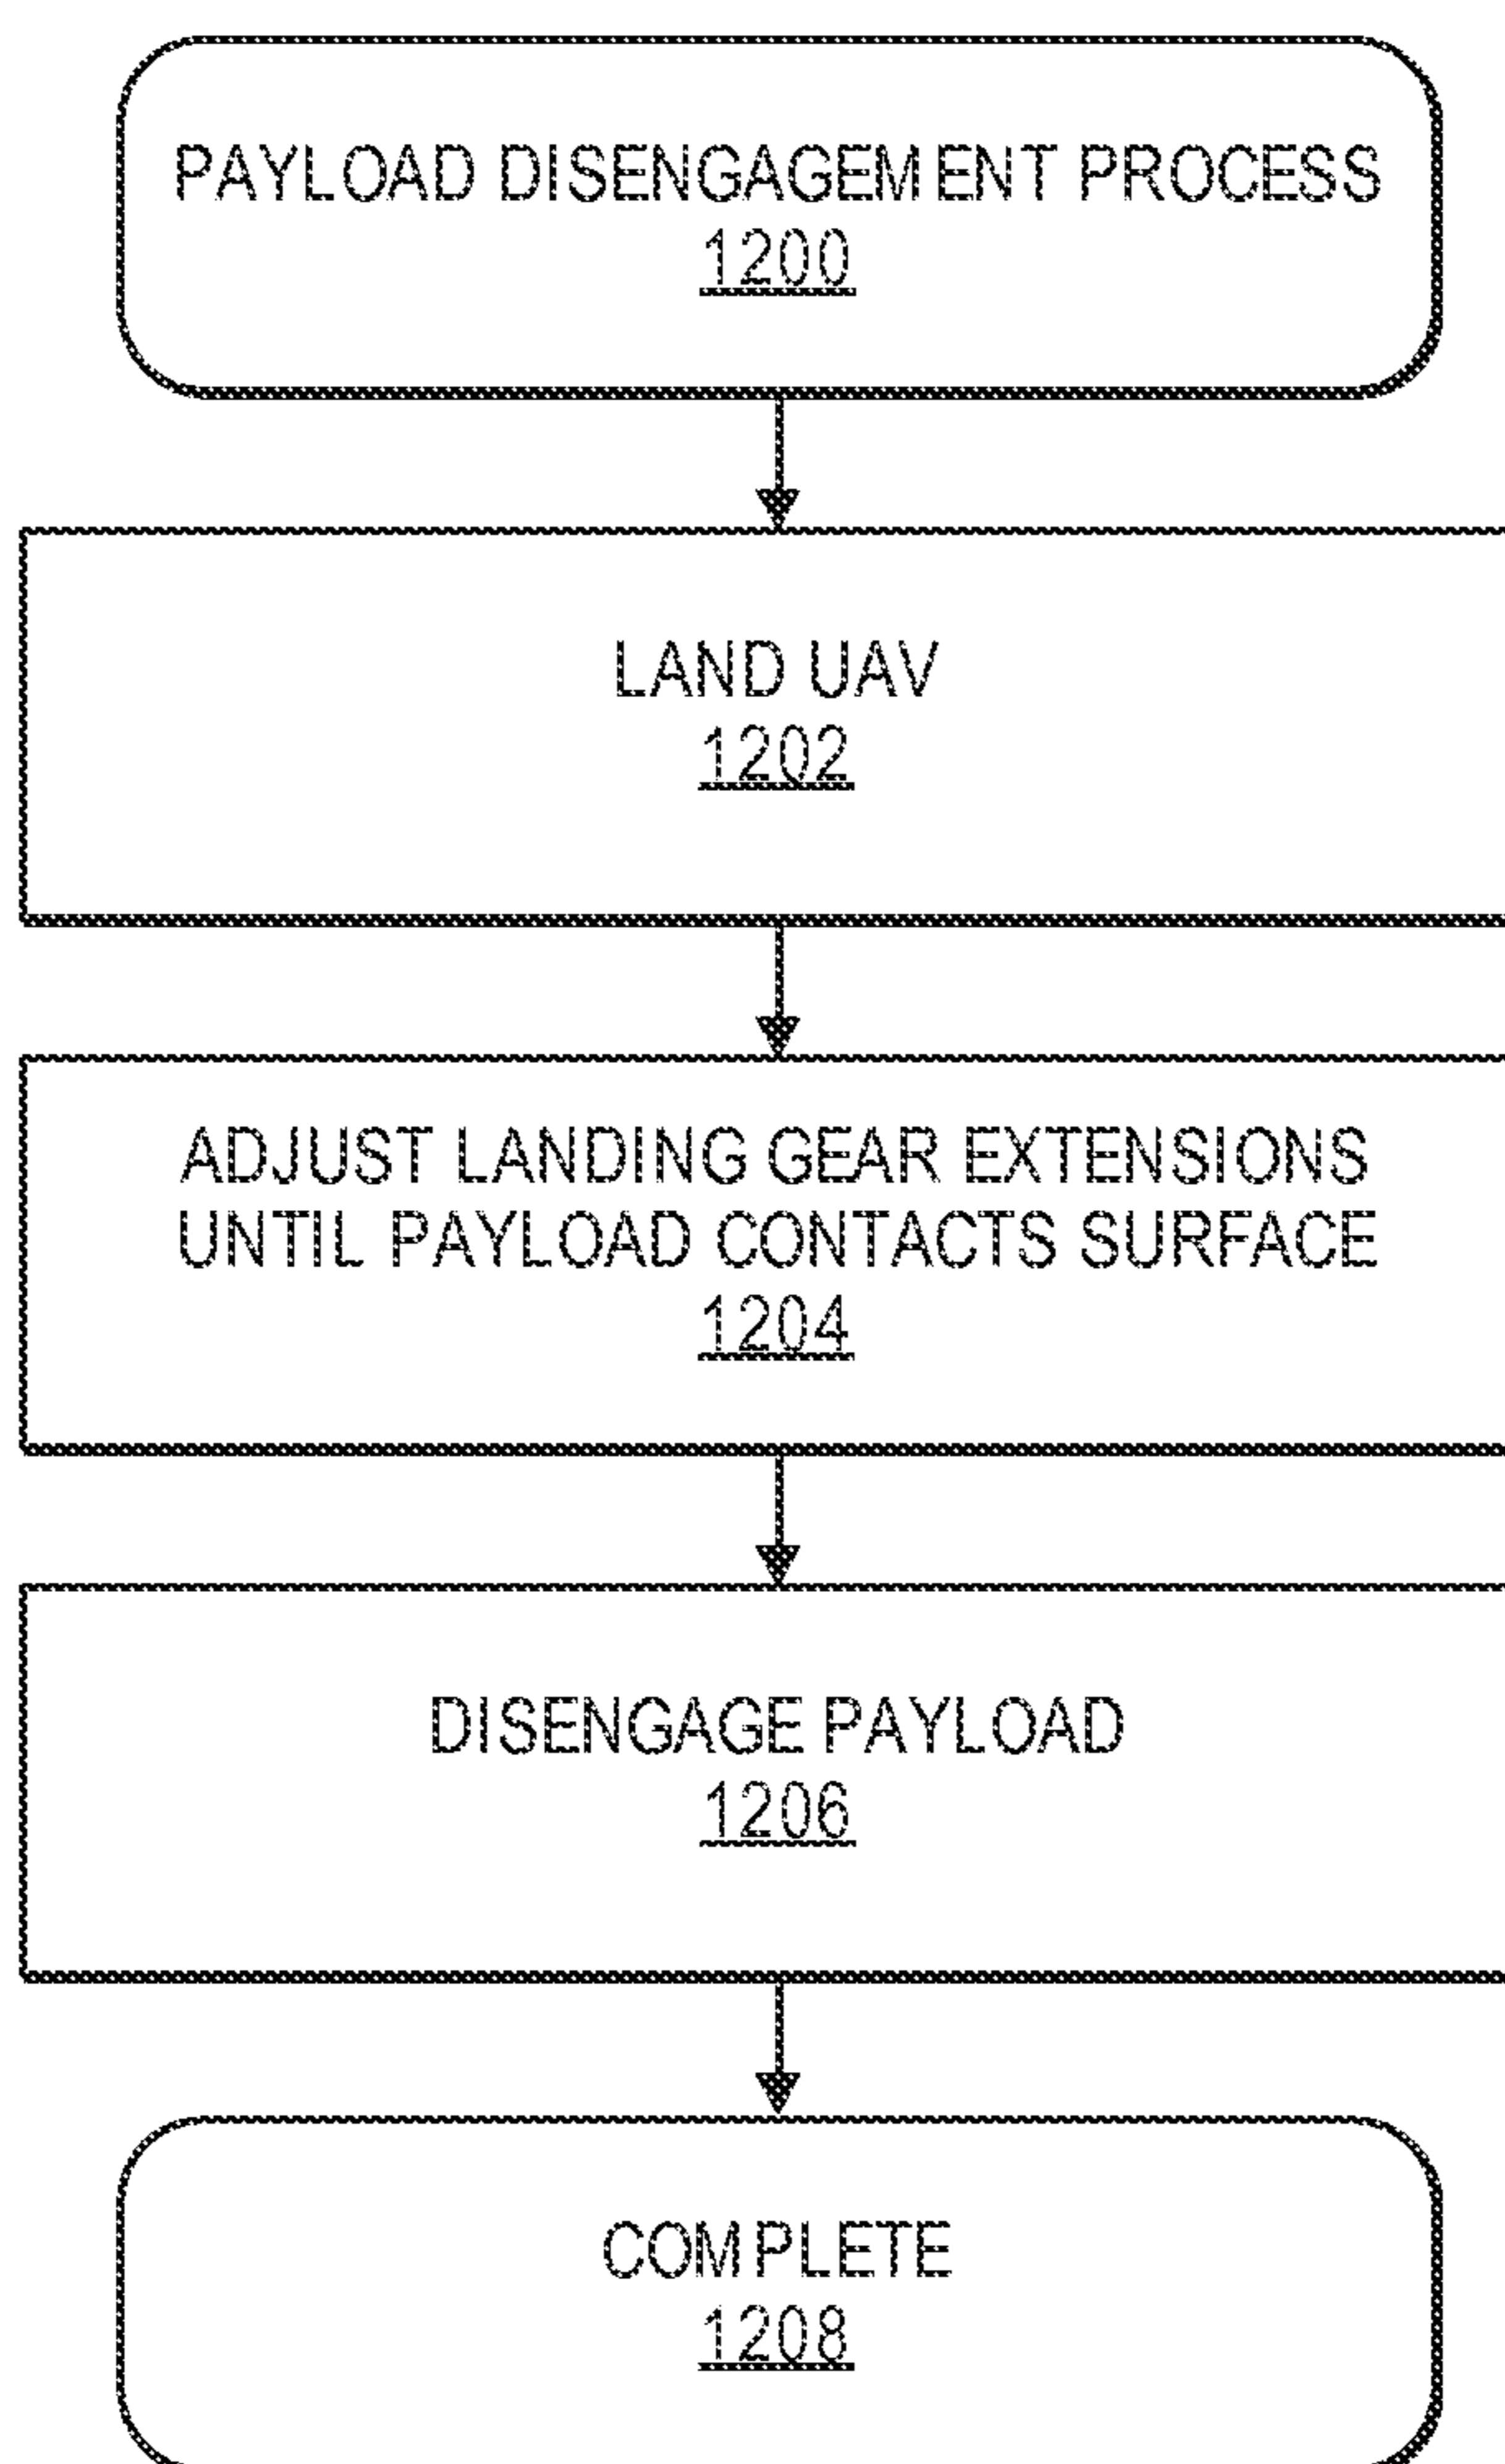 PAYLOAD DISENGAGEMENT PROCESS
1200
LAND UAV
1202
ADJUST LANDING GEAR EXTENSIONS
UNTIL PAYLOAD CONTACTS SURFACE
1204
DISENGAGE PAYLOAD
1206
COMPLETE
1208